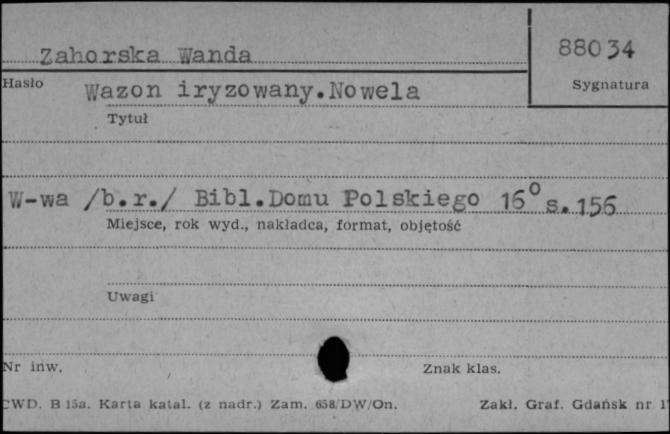 Zahorska Wanda
88034
Hasło
Sygnatura
Wazon iryzowany.Nowela
Tytuł
W-wa /b.r./ Bibl.Domu Polskiego 16° s.156
Miejsce, rok wyd., nakładca, format, objętość
Uwagi
Nr inw.
Znak klas.
CWD. B 15a. Karta katal. (z nadr.) Zam. 658/DW/On.
Zakł. Graf. Gdańsk nr 1